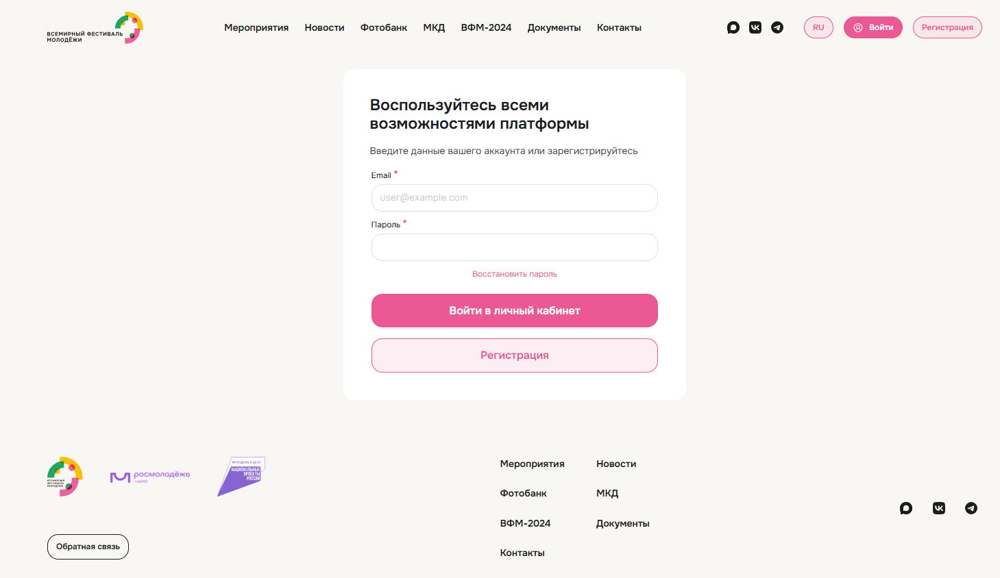 ВСЕМИРНЫЙ ФЕСТИВАЛЬ
МОЛОДЁЖИ
Мероприятия
Новости
Фотобанк
МКД
ВФМ-2024
Документы
Контакты
RU
Войти
Регистрация
Воспользуйтесь всеми
возможностями платформы
Введите данные вашего аккаунта или зарегистрируйтесь
Email *
user@example.com
Пароль *
Восстановить пароль
Войти в личный кабинет
Регистрация
ВСЕМИРНЫЙ
ФЕСТИВАЛЬ
МОЛОДЁЖИ
росмолодёжь
МОЛОДЁЖЬ И ДЕТИ
НАЦИОНАЛЬНЫЕ
ПРОЕКТЫ
РОССИИ
Мероприятия
Новости
Фотобанк
МКД
ВФМ-2024
Документы
Контакты
Обратная связь